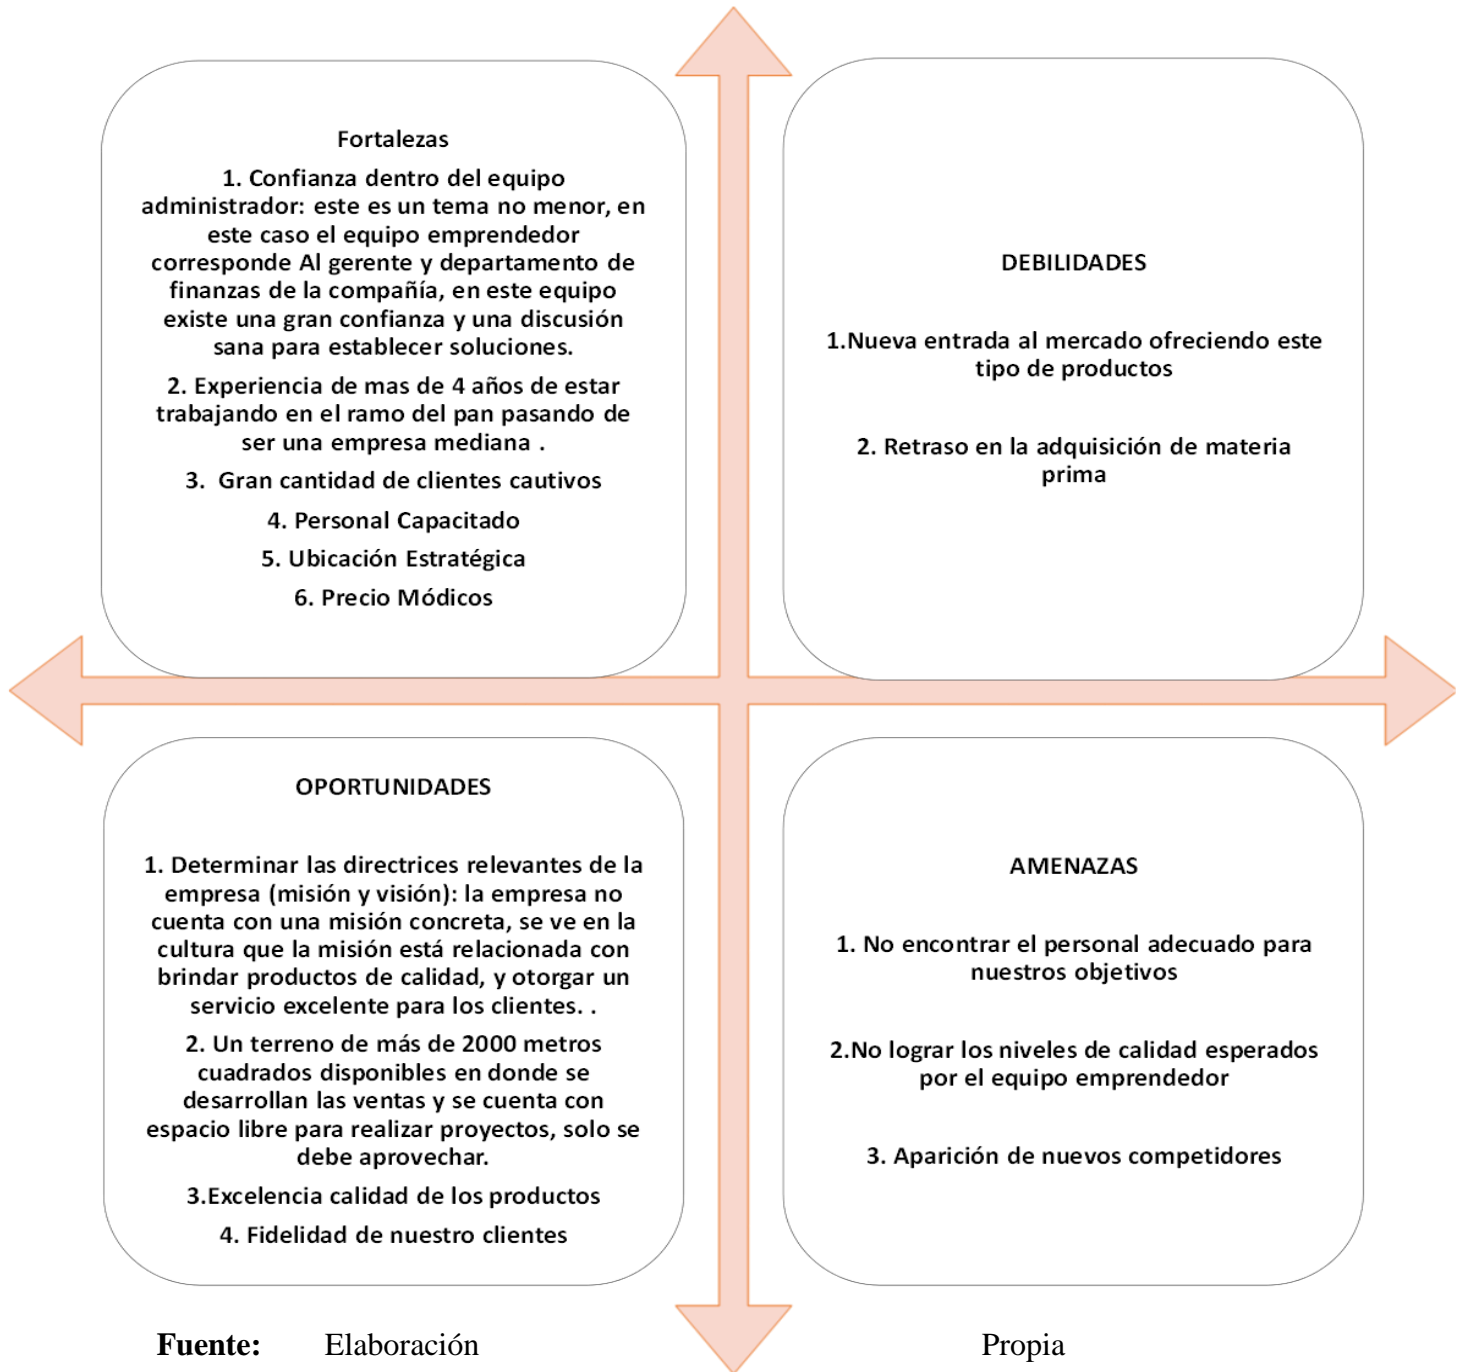 Fortalezas
1. Confianza dentro del equipo
administrador: este es un tema no menor, en
este caso el equipo emprendedor
corresponde Al gerente y departamento de
finanzas de la compañía, en este equipo
existe una gran confianza y una discusión
sana para establecer soluciones.
2. Experiencia de mas de 4 años de estar
trabajando en el ramo del pan pasando de
ser una empresa mediana .
3. Gran cantidad de clientes cautivos
4. Personal Capacitado
5. Ubicación Estratégica
6. Precio Módicos
DEBILIDADES
1.Nueva entrada al mercado ofreciendo este
tipo de productos
2. Retraso en la adquisición de materia
prima
OPORTUNIDADES
1. Determinar las directrices relevantes de la
empresa (misión y visión): la empresa no
cuenta con una misión concreta, se ve en la
cultura que la misión está relacionada con
brindar productos de calidad, y otorgar un
servicio excelente para los clientes. .
2. Un terreno de más de 2000 metros
cuadrados disponibles en donde se
desarrollan las ventas y se cuenta con
espacio libre para realizar proyectos, solo se
debe aprovechar.
3.Excelencia calidad de los productos
4. Fidelidad de nuestro clientes
AMENAZAS
1. No encontrar el personal adecuado para
nuestros objetivos
2.No lograr los niveles de calidad esperados
por el equipo emprendedor
3. Aparición de nuevos competidores
Fuente: Elaboración Propia